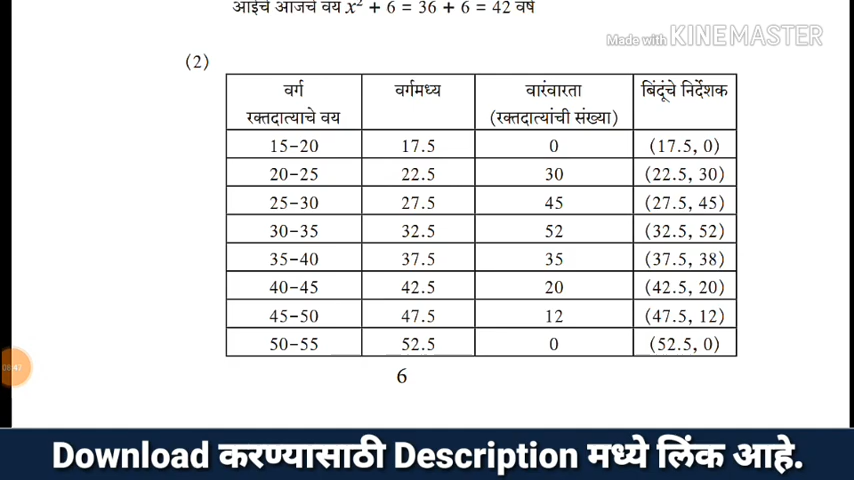 आईचे आजचे वय x² + 6 = 36 + 6 = 42 वर्षे
Made with KINEMASTER
(2)
वर्ग रक्तदात्याचे वय वर्गमध्य वारंवारता (रक्तदात्यांची संख्या) बिंदूंचे निर्देशक
15-20 17.5 0 (17.5, 0)
20-25 22.5 30 (22.5, 30)
25-30 27.5 45 (27.5, 45)
30-35 32.5 52 (32.5, 52)
35-40 37.5 35 (37.5, 38)
40-45 42.5 20 (42.5, 20)
45-50 47.5 12 (47.5, 12)
50-55 52.5 0 (52.5, 0)
6
08:47
Download करण्यासाठी Description मध्ये लिंक आहे.